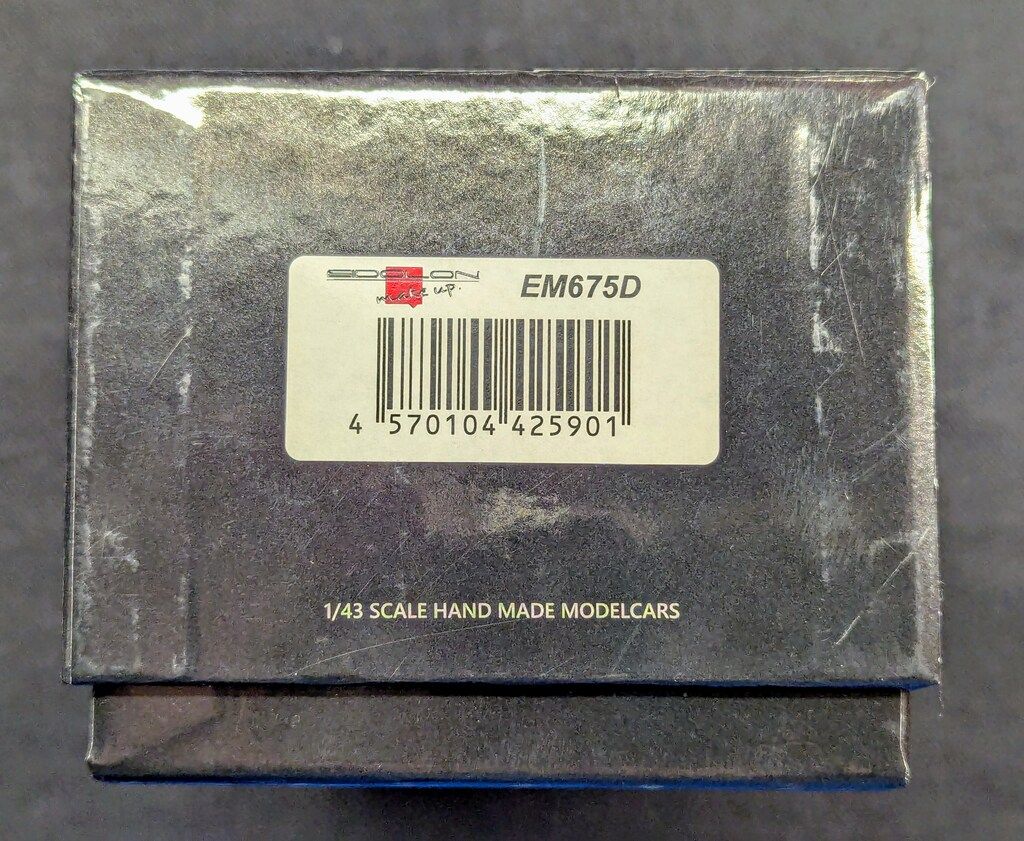 EIDOLON
make up.
EM675D
4 570104 425901
1/43 SCALE HAND MADE MODELCARS